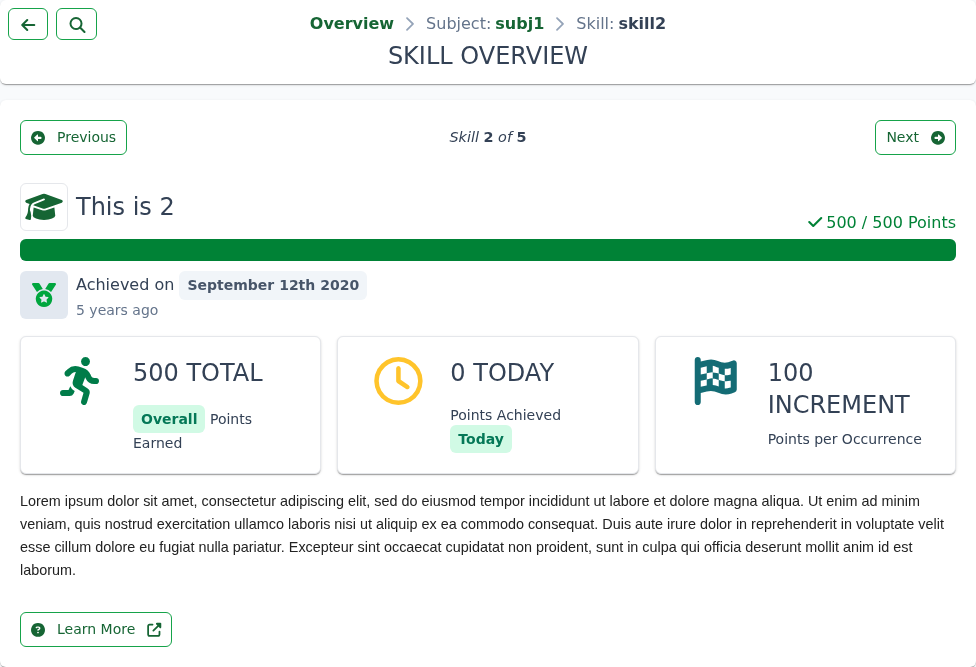 Overview > Subject: subj1 > Skill: skill2
SKILL OVERVIEW
Previous
Skill 2 of 5
Next
This is 2
500 / 500 Points
Achieved on September 12th 2020
5 years ago
500 TOTAL
Overall Points
Earned
0 TODAY
Points Achieved
Today
100
INCREMENT
Points per Occurrence
Lorem ipsum dolor sit amet, consectetur adipiscing elit, sed do eiusmod tempor incididunt ut labore et dolore magna aliqua. Ut enim ad minim
veniam, quis nostrud exercitation ullamco laboris nisi ut aliquip ex ea commodo consequat. Duis aute irure dolor in reprehenderit in voluptate velit
esse cillum dolore eu fugiat nulla pariatur. Excepteur sint occaecat cupidatat non proident, sunt in culpa qui officia deserunt mollit anim id est
laborum.
Learn More